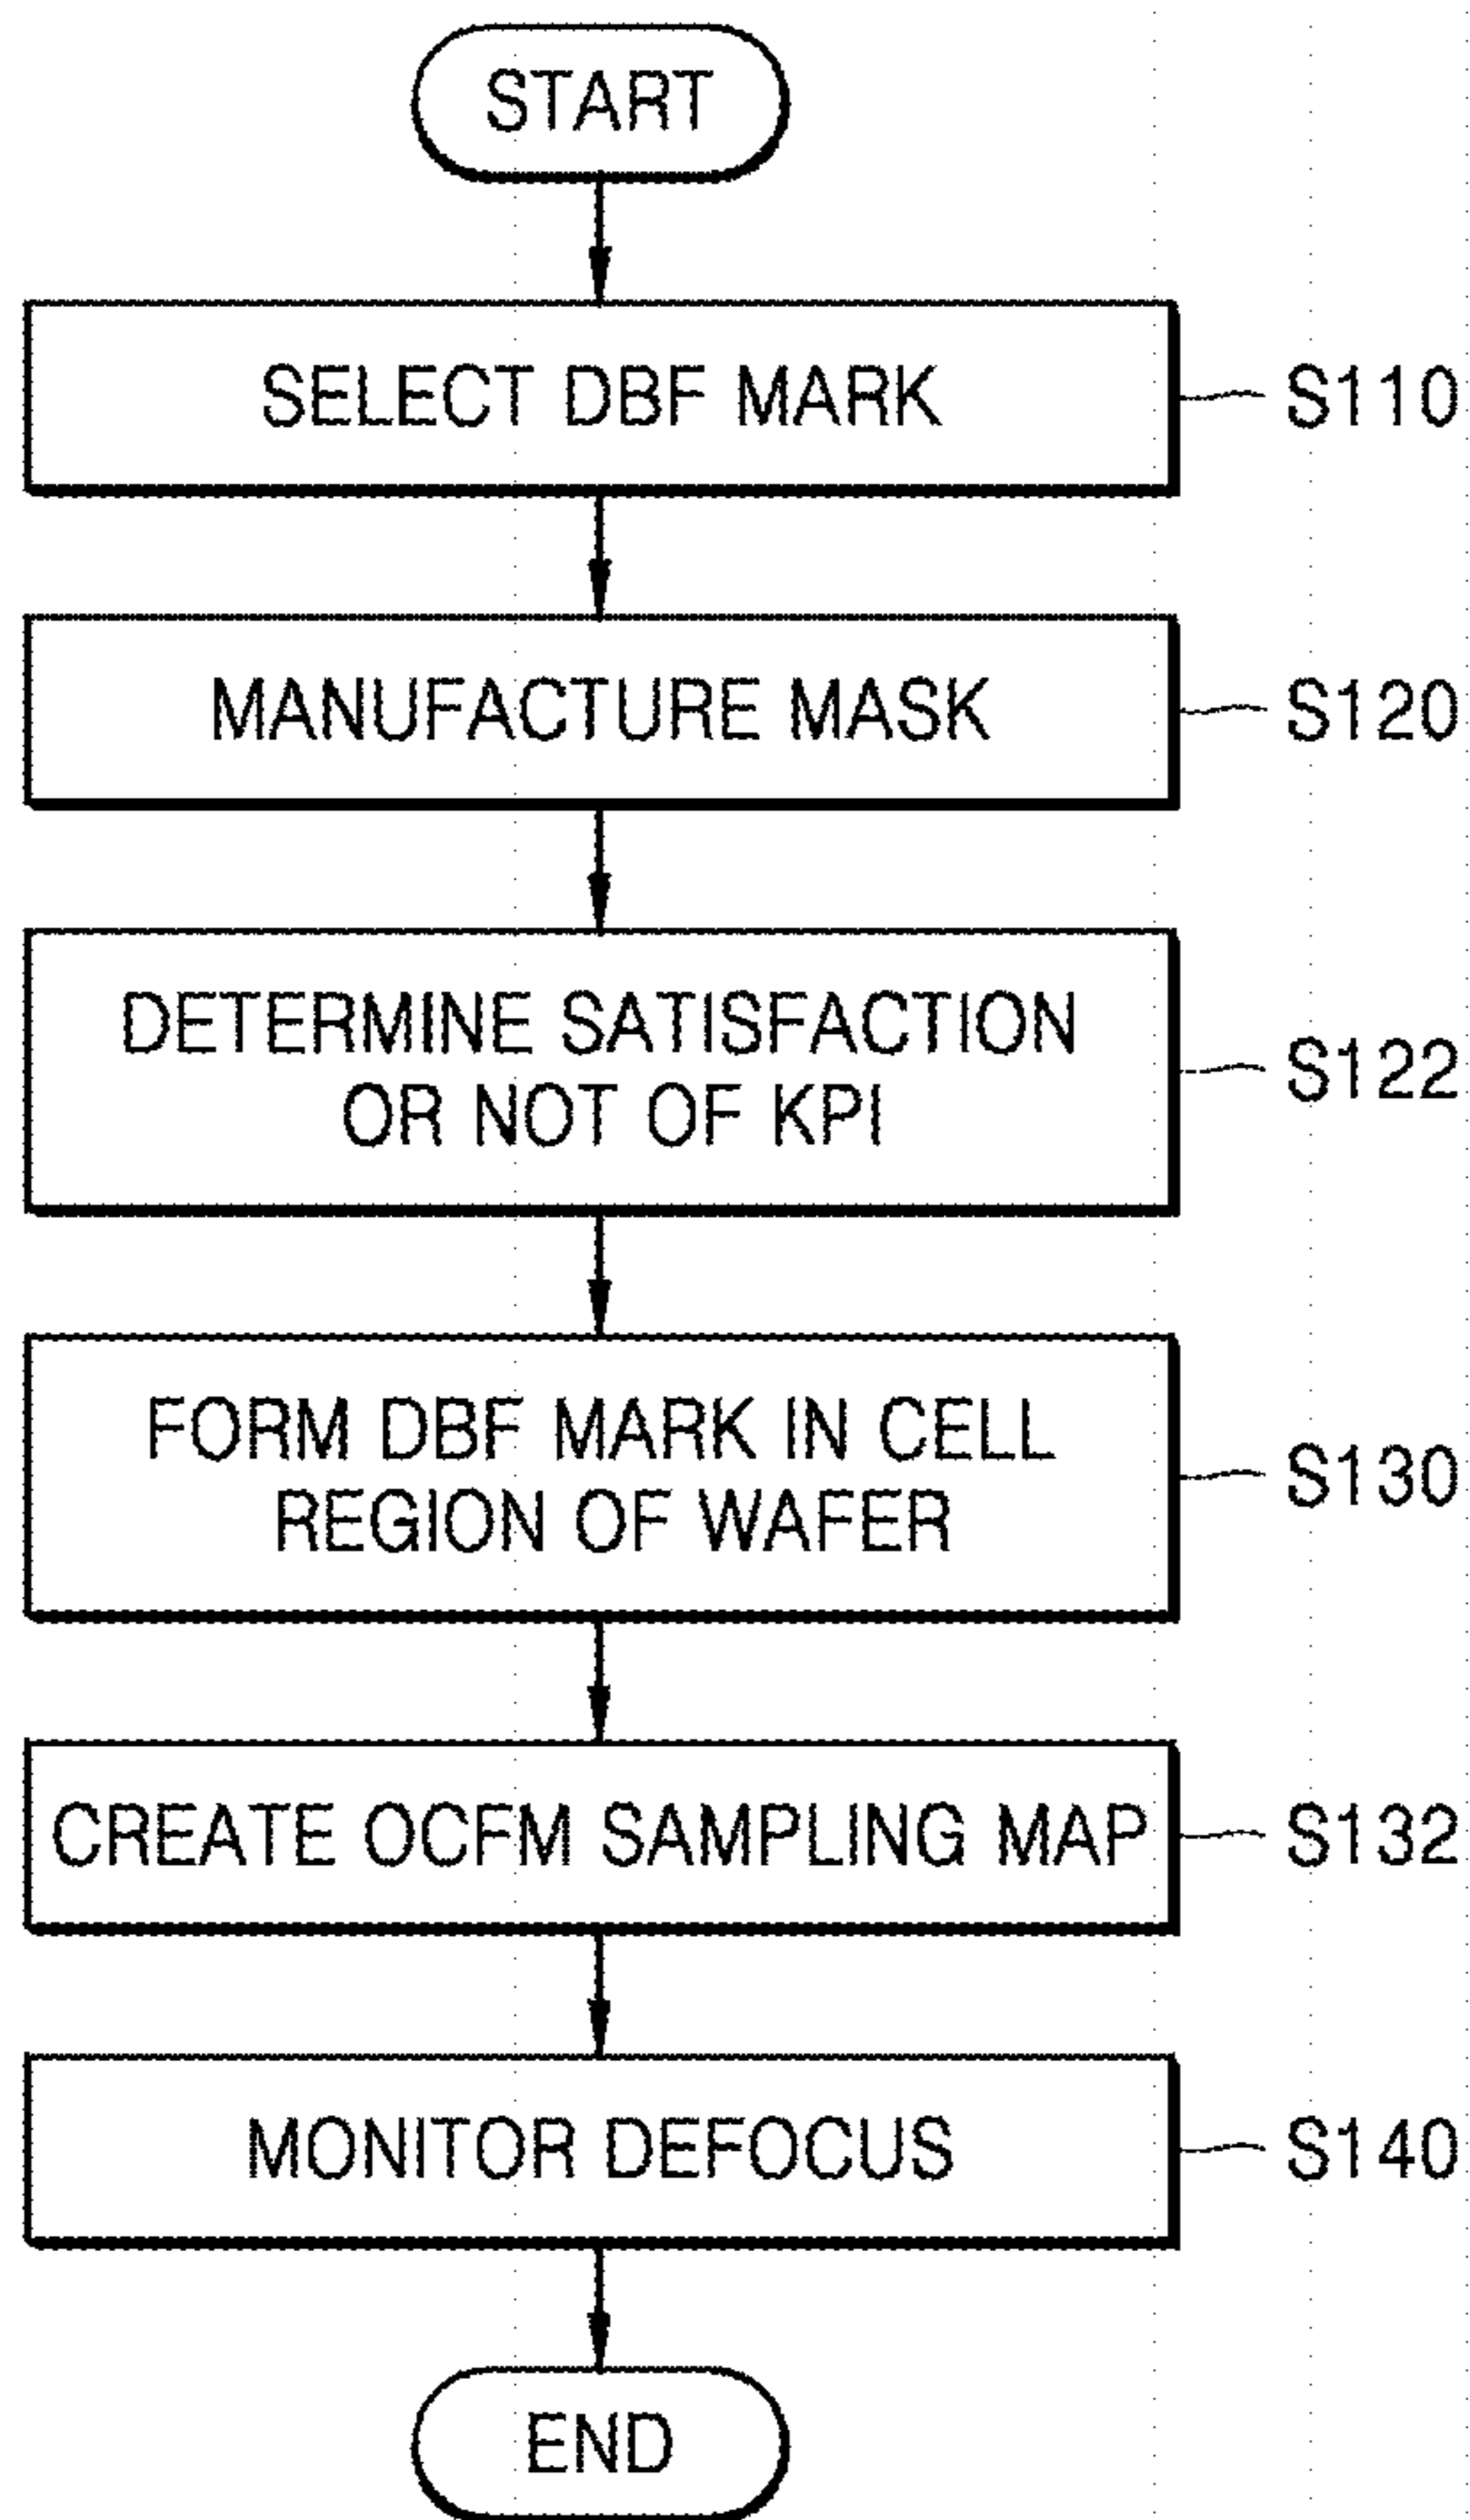 START
SELECT DBF MARK
S110
MANUFACTURE MASK
S120
DETERMINE SATISFACTION
OR NOT OF KPI
S122
FORM DBF MARK IN CELL
REGION OF WAFER
S130
CREATE OCFM SAMPLING MAP
S132
MONITOR DEFOCUS
S140
END